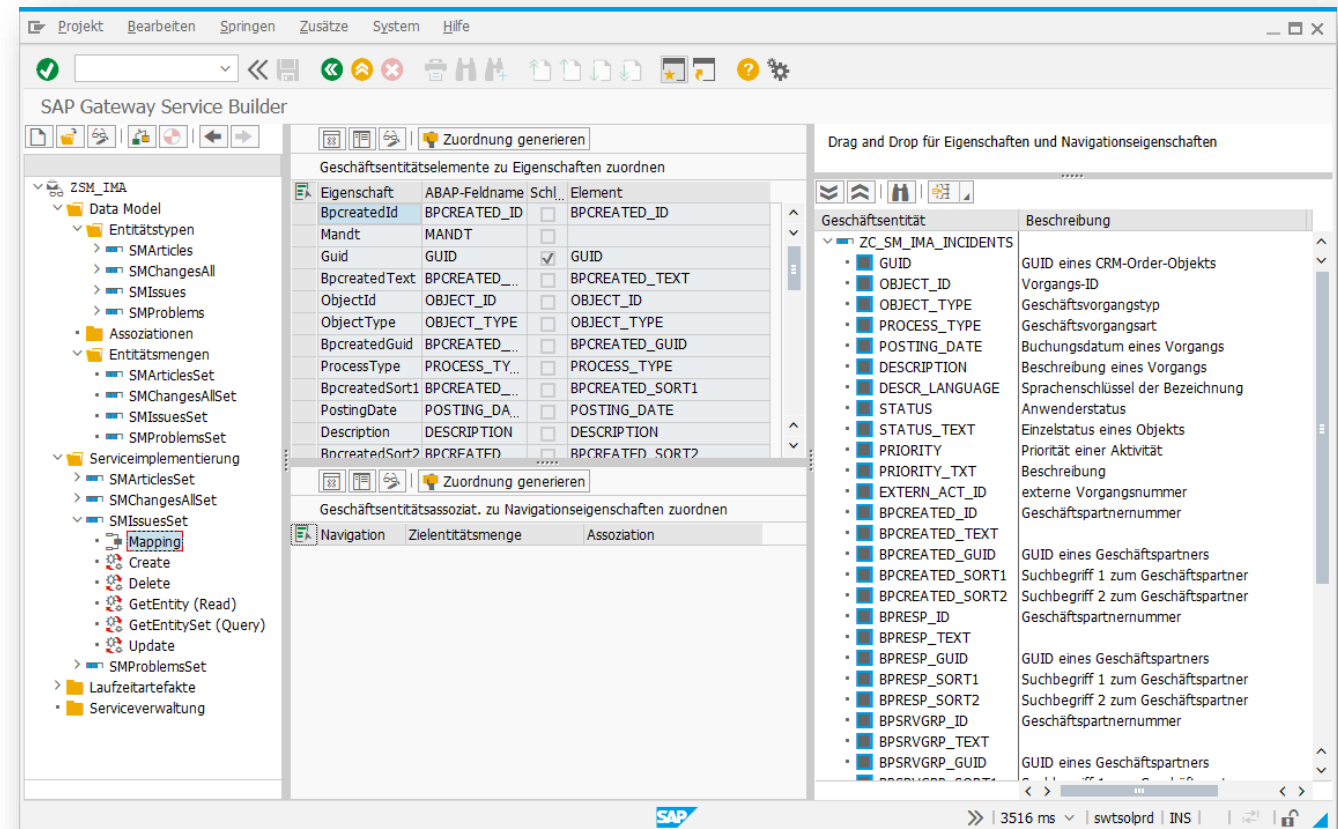 Projekt Bearbeiten Springen Zusätze System Hilfe
SAP Gateway Service Builder
ZSM_IMA
Data Model
Entitätstypen
SMArticles
SMChangesAll
SMIssues
SMProblems
Assoziationen
Entitätsmengen
SMArticlesSet
SMChangesAllSet
SMIssuesSet
SMProblemsSet
Serviceimplementierung
SMArticlesSet
SMChangesAllSet
SMIssuesSet
Mapping
Create
Delete
GetEntity (Read)
GetEntitySet (Query)
Update
SMProblemsSet
Laufzeitartefakte
Serviceverwaltung
Zuordnung generieren
Geschäftsentitätselemente zu Eigenschaften zuordnen
Eigenschaft ABAP-Feldname Schl... Element
BpcreatedId BPCREATED_ID BPCREATED_ID
Mandt MANDT
Guid GUID GUID
BpcreatedText BPCREATED_... BPCREATED_TEXT
ObjectId OBJECT_ID OBJECT_ID
ObjectType OBJECT_TYPE OBJECT_TYPE
BpcreatedGuid BPCREATED_... BPCREATED_GUID
ProcessType PROCESS_TY... PROCESS_TYPE
BpcreatedSort1 BPCREATED_... BPCREATED_SORT1
PostingDate POSTING_DA... POSTING_DATE
Description DESCRIPTION DESCRIPTION
BpcreatedSort2 BPCREATED BPCREATED_SORT2
Zuordnung generieren
Geschäftsentitätsassoziat. zu Navigationseigenschaften zuordnen
Navigation Zielentitätsmenge Assoziation
Drag and Drop für Eigenschaften und Navigationseigenschaften
Geschäftsentität Beschreibung
ZC_SM_IMA_INCIDENTS
GUID GUID eines CRM-Order-Objekts
OBJECT_ID Vorgangs-ID
OBJECT_TYPE Geschäftsvorgangstyp
PROCESS_TYPE Geschäftsvorgangsart
POSTING_DATE Buchungsdatum eines Vorgangs
DESCRIPTION Beschreibung eines Vorgangs
DESCR_LANGUAGE Sprachenschlüssel der Bezeichnung
STATUS Anwenderstatus
STATUS_TEXT Einzelstatus eines Objekts
PRIORITY Priorität einer Aktivität
PRIORITY_TXT Beschreibung
EXTERN_ACT_ID externe Vorgangsnummer
BPCREATED_ID Geschäftspartnernummer
BPCREATED_TEXT
BPCREATED_GUID GUID eines Geschäftspartners
BPCREATED_SORT1 Suchbegriff 1 zum Geschäftspartner
BPCREATED_SORT2 Suchbegriff 2 zum Geschäftspartner
BPRESP_ID Geschäftspartnernummer
BPRESP_TEXT
BPRESP_GUID GUID eines Geschäftspartners
BPRESP_SORT1 Suchbegriff 1 zum Geschäftspartner
BPRESP_SORT2 Suchbegriff 2 zum Geschäftspartner
BPSRVGRP_ID Geschäftspartnernummer
BPSRVGRP_TEXT
BPSRVGRP_GUID GUID eines Geschäftspartners
SAP
3516 ms swtsolprd INS